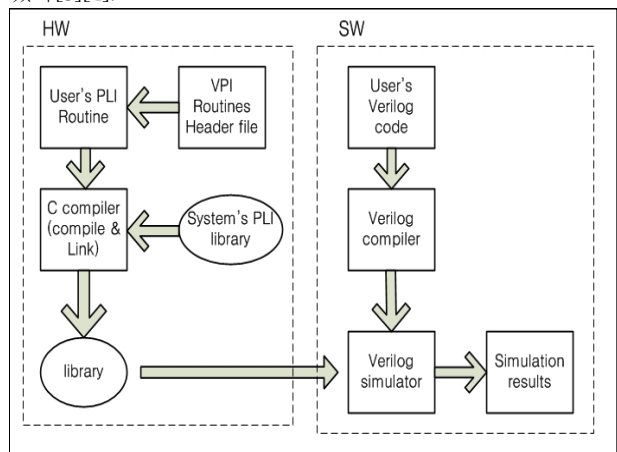 HW
SW
User's PLI
Routine
VPI
Routines
Header file
User's
Verilog
code
C compiler
(compile &
Link)
System's PLI
library
Verilog
compiler
library
Verilog
simulator
Simulation
results